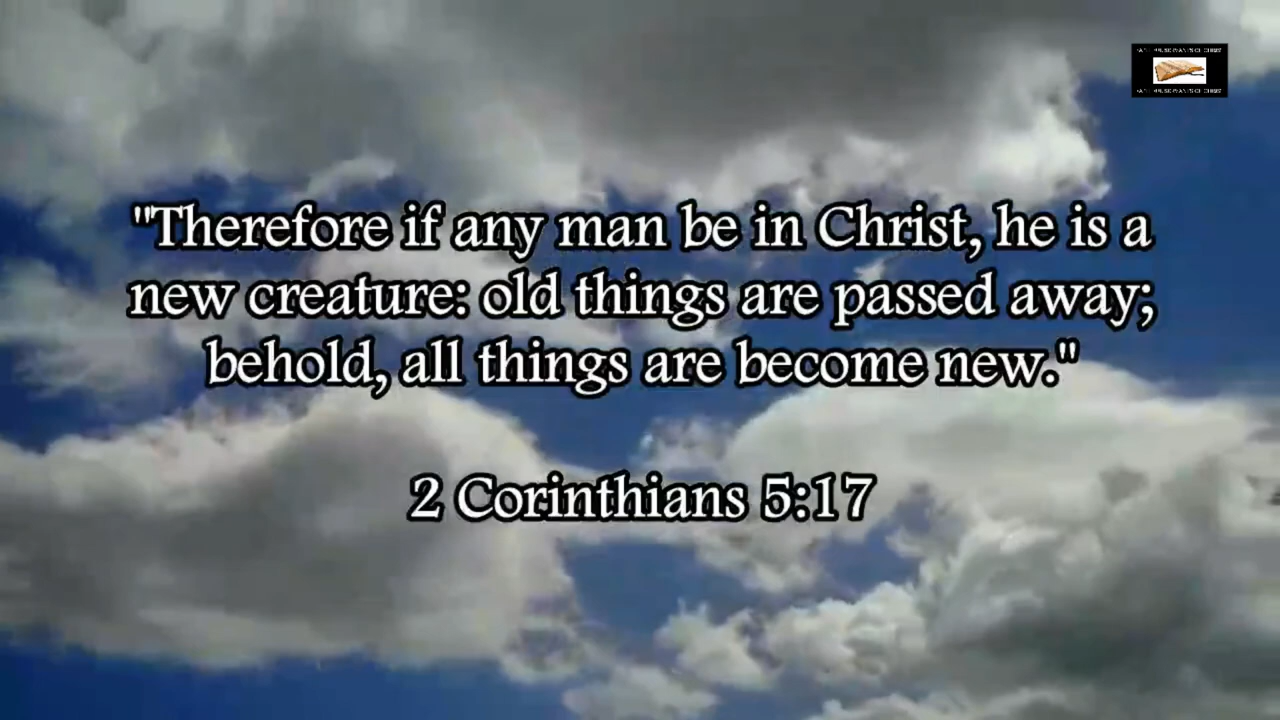 "Therefore if any man be in Christ, he is a
new creature: old things are passed away;
behold, all things are become new."
2 Corinthians 5:17